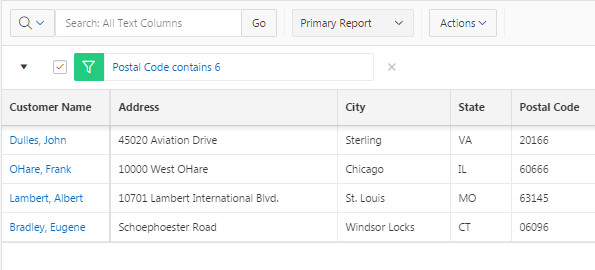 Search: All Text Columns Go Primary Report Actions
Postal Code contains 6
Customer Name Address City State Postal Code
Dulles, John 45020 Aviation Drive Sterling VA 20166
OHare, Frank 10000 West OHare Chicago IL 60666
Lambert, Albert 10701 Lambert International Blvd. St. Louis MO 63145
Bradley, Eugene Schoephoester Road Windsor Locks CT 06096